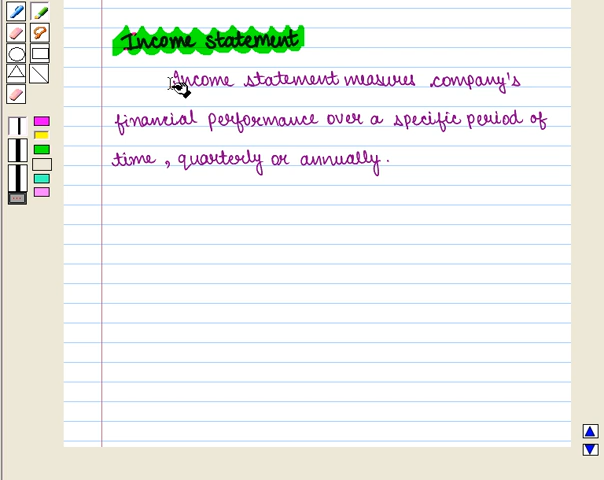 Income statement
Income statement measures company's
financial performance over a specific period of
time, quarterly or annually.